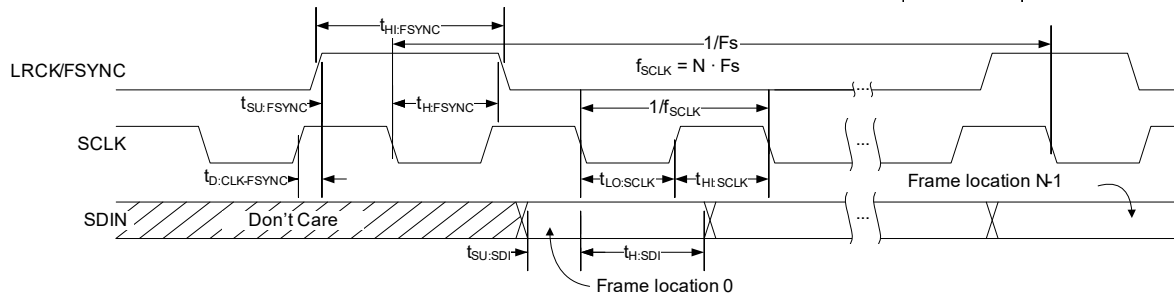 t HI:FSYNC
1/Fs
LRCK/FSYNC
fSCLK = N · Fs
...
tSU:FSYNC
tH:FSYNC
1/fSCLK
SCLK
...
tD:CLK-FSYNC
tLO:SCLK
tHI:SCLK
Frame location N-1
SDIN
Don't Care
...
tSU:SDI
tH:SDI
Frame location 0